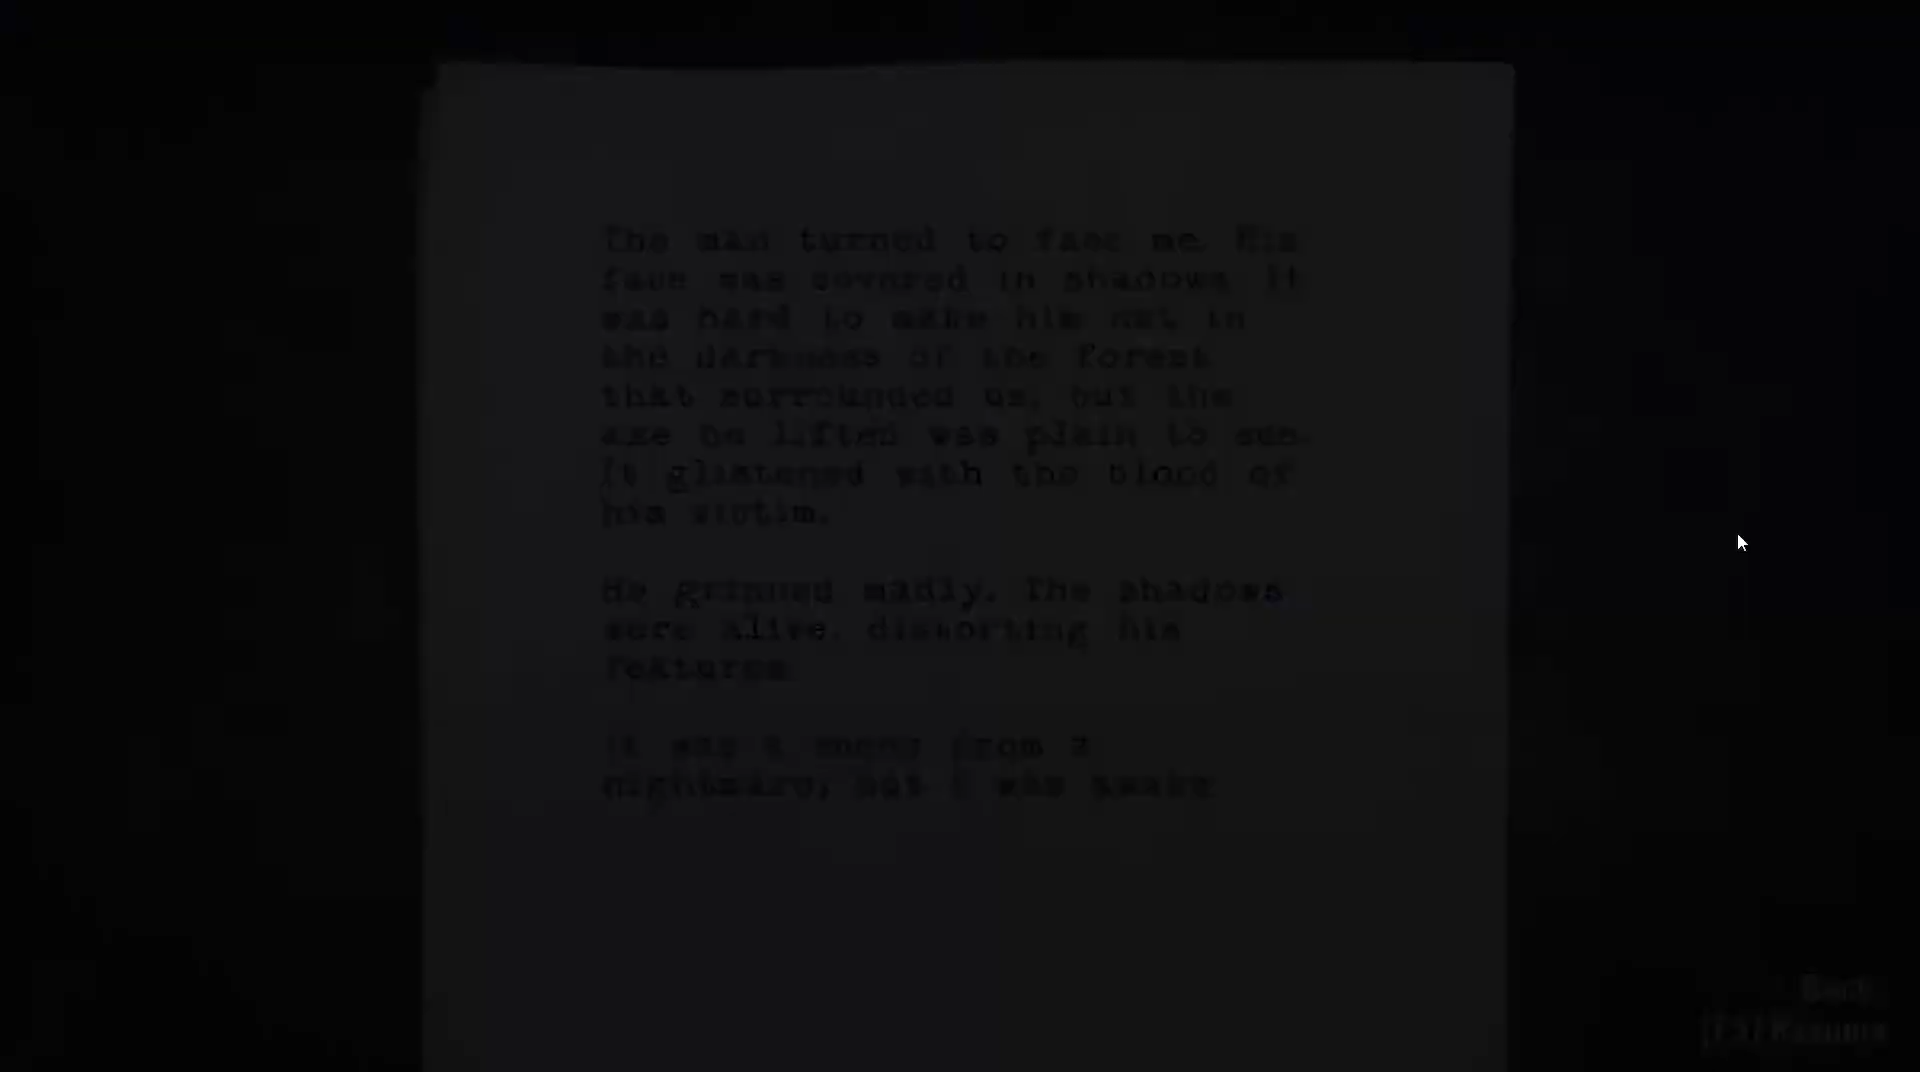 The man turned to face me. His
face was covered in shadows. It
was hard to make him out in
the darkness of the forest
that surrounded us, but the
axe he lifted was plain to see.
It glistened with the blood of
his victim.
He grinned madly. The shadows
were alive, distorting his
features.
It was a scene from a
nightmare, but I was awake.
Back
Resume